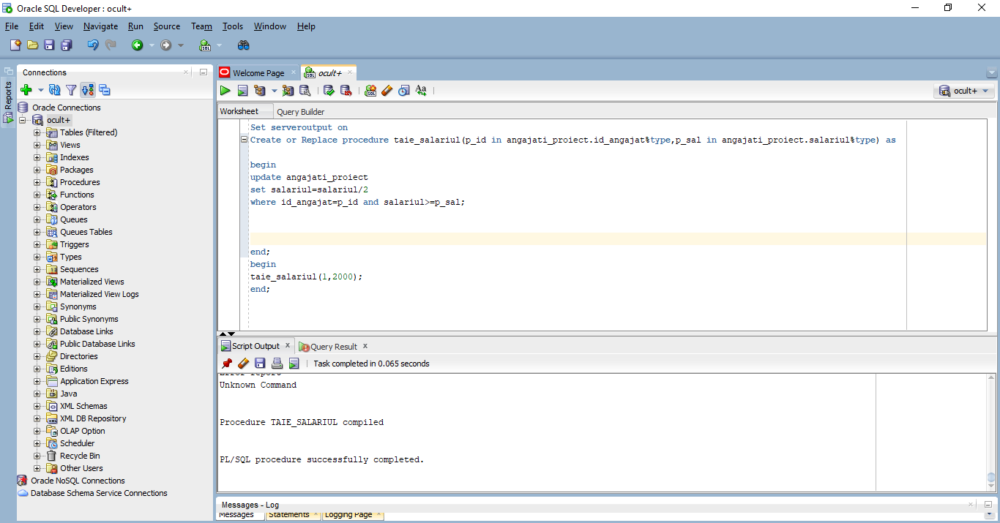 Oracle SQL Developer : ocult+
File Edit View Navigate Run Source Team Tools Window Help
Reports
Connections
Oracle Connections
ocult+
Tables (Filtered)
Views
Indexes
Packages
Procedures
Functions
Operators
Queues
Queues Tables
Triggers
Types
Sequences
Materialized Views
Materialized View Logs
Synonyms
Public Synonyms
Database Links
Public Database Links
Directories
Editions
Application Express
Java
XML Schemas
XML DB Repository
OLAP Option
Scheduler
Recycle Bin
Other Users
Oracle NoSQL Connections
Database Schema Service Connections
Welcome Page ocult+
ocult+
Worksheet Query Builder
Set serveroutput on
Create or Replace procedure taie_salariul(p_id in angajati_proiect.id_angajat%type,p_sal in angajati_proiect.salariul%type) as
begin
update angajati_proiect
set salariul=salariul/2
where id_angajat=p_id and salariul>=p_sal;
end;
begin
taie_salariul(1,2000);
end;
Script Output Query Result
Task completed in 0.065 seconds
Error report
Unknown Command
Procedure TAIE_SALARIUL compiled
PL/SQL procedure successfully completed.
Messages - Log
Messages Statements Logging Page